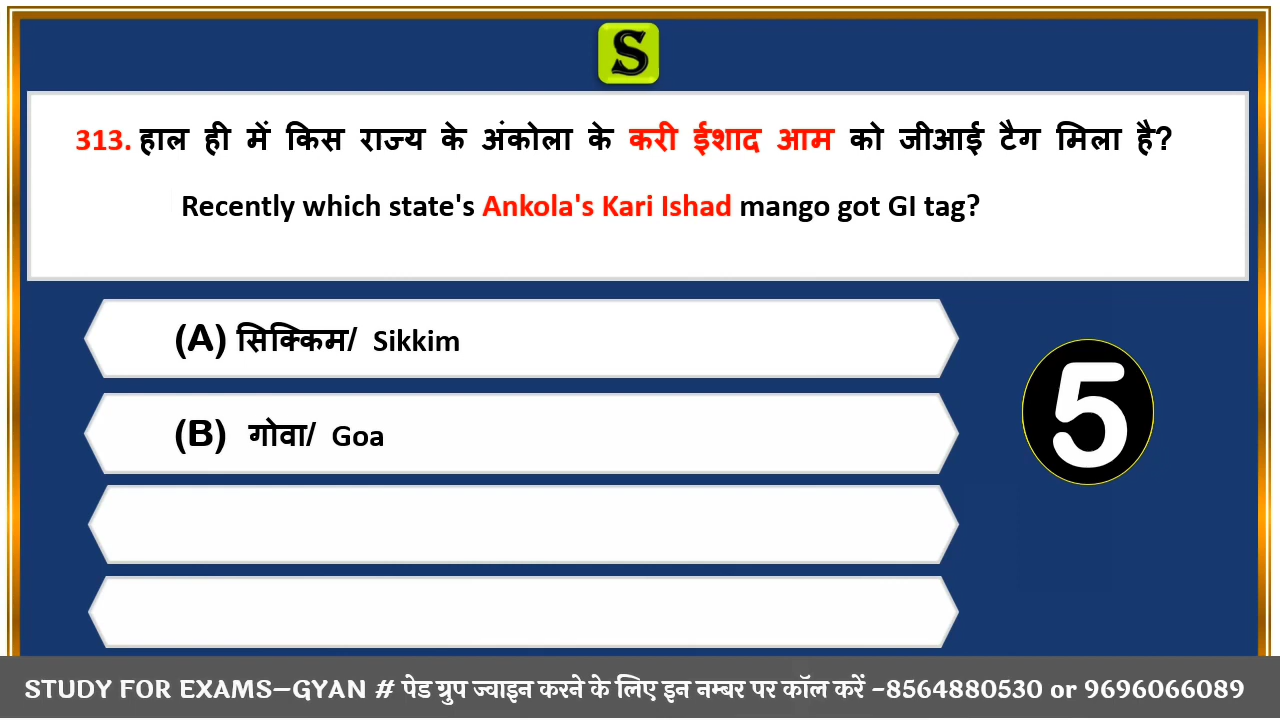 S
313. हाल ही में किस राज्य के अंकोला के करी ईशाद आम को जीआई टैग मिला है?
Recently which state's Ankola's Kari Ishad mango got GI tag?
(A) सिक्किम/ Sikkim
(B) गोवा/ Goa
5
STUDY FOR EXAMS–GYAN # पेड ग्रुप ज्वाइन करने के लिए इन नम्बर पर कॉल करें -8564880530 or 9696066089